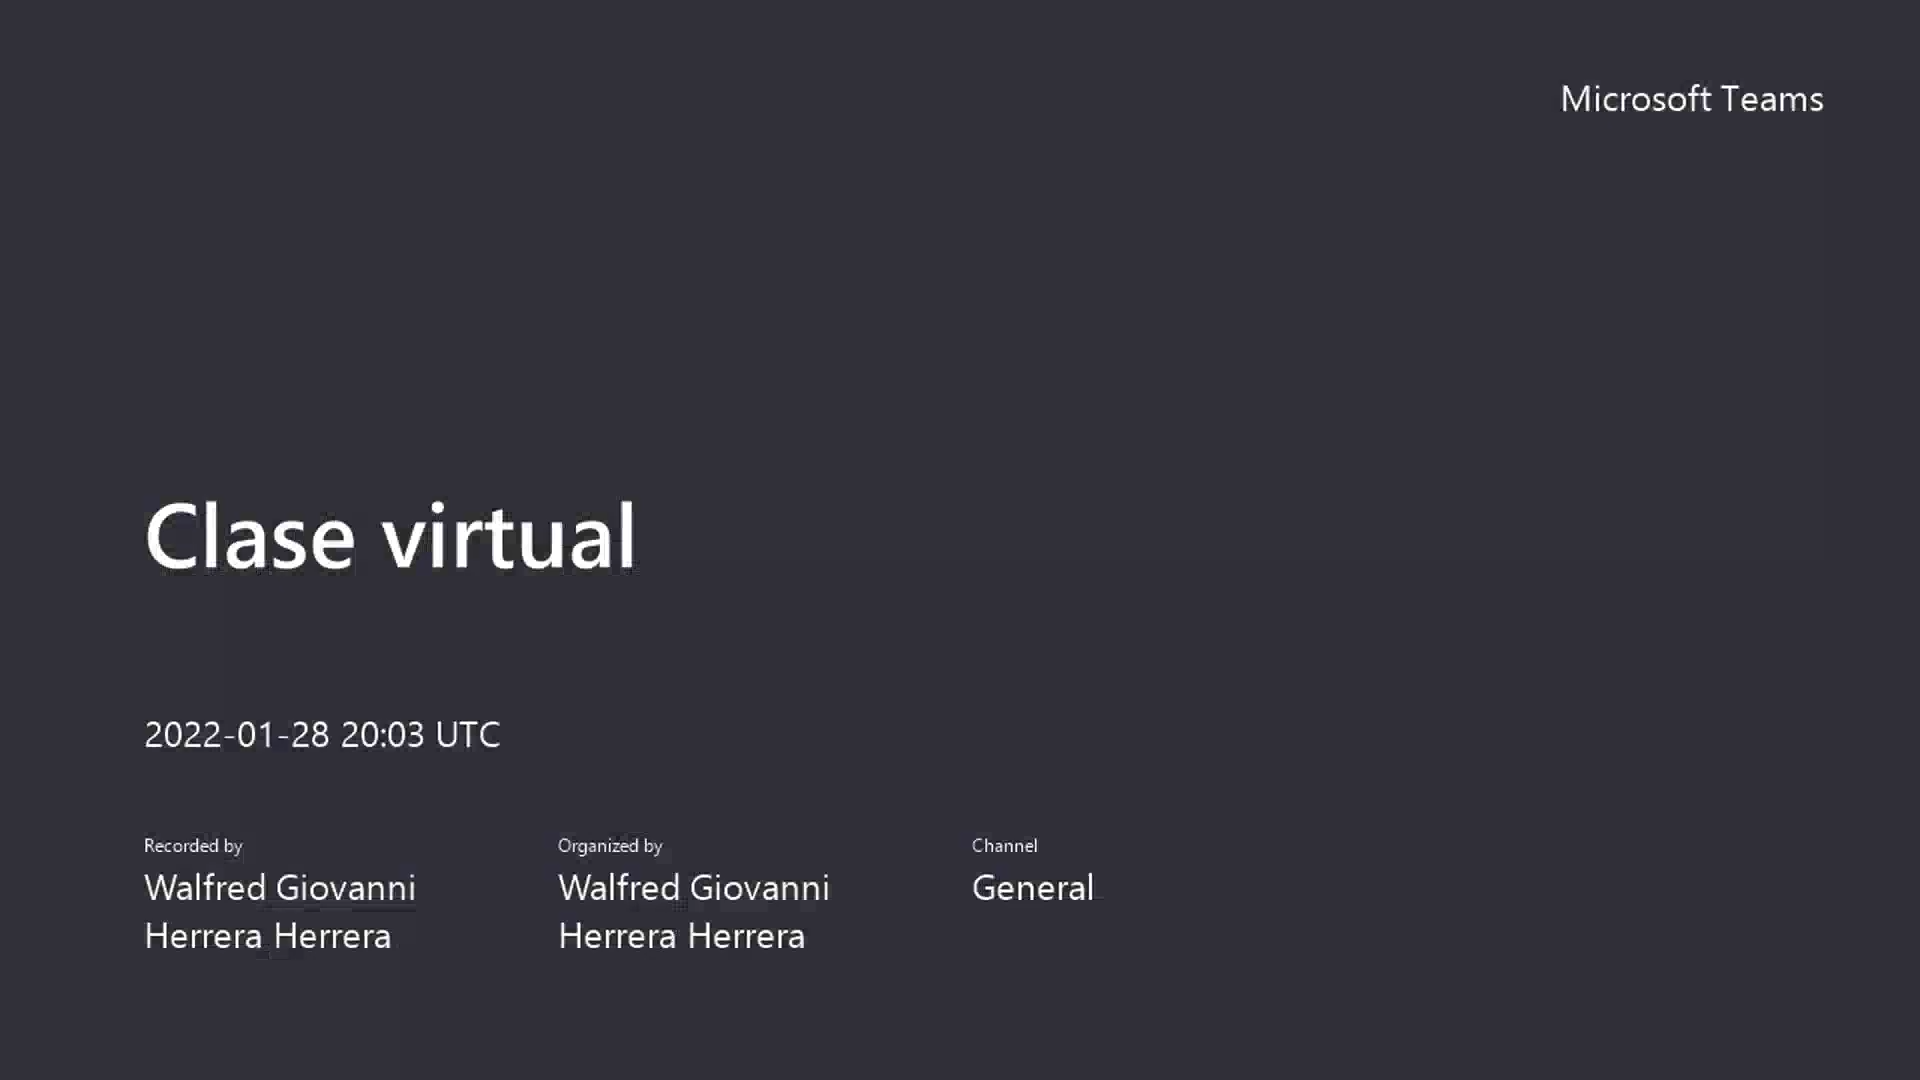 Microsoft Teams
Clase virtual
2022-01-28 20:03 UTC
Recorded by
Walfred Giovanni
Herrera Herrera
Organized by
Walfred Giovanni
Herrera Herrera
Channel
General